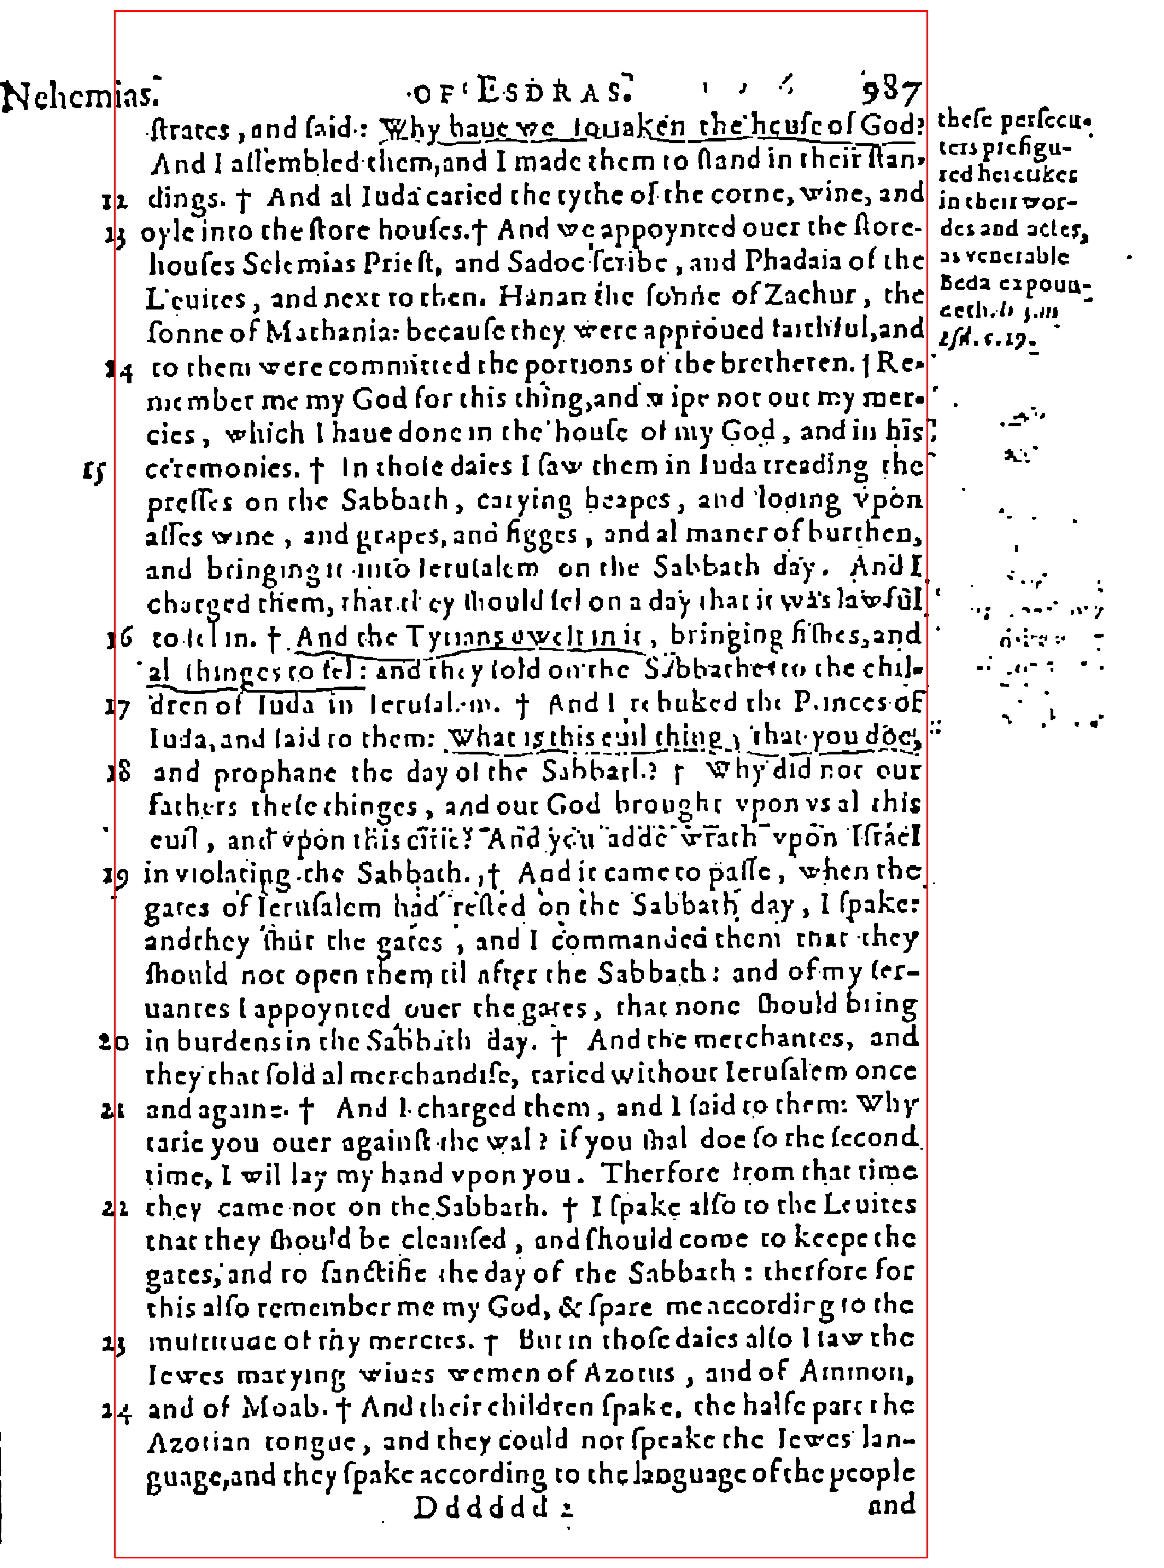 Nehemias. OF ESDRAS. 987
ſtrates, and ſaid: Why haue we forſaken the houſe of God?
And I aſſembled them, and I made them to ſtand in their ſtan-
12 dings. † And al Iuda caried the tythe of the corne, wine, and
13 oyle into the ſtore houſes. † And we appoynted ouer the ſtore-
houſes Selemias Prieſt, and Sadoc ſcribe, and Phadaia of the
Leuites, and next to then. Hanan the ſonne of Zachur, the
ſonne of Mathania: becauſe they were approued faithful, and
14 to them were committed the portions of the bretheren. † Re-
member me my God for this thing, and wipe not out my mer-
cies, which I haue done in the houſe of my God, and in his
15 ceremonies. † In thoſe daies I ſaw them in Iuda treading the
preſſes on the Sabbath, carying heapes, and loding vpon
aſſes wine, and grapes, and figges, and al maner of burthen,
and bringing it into Ieruſalem on the Sabbath day. And I
charged them, that they ſhould ſel on a day that it was lawful
16 to ſel in. † And the Tyrians dwelt in it, bringing fiſhes, and
al thinges to ſel: and they ſold on the Sabbathes to the chil-
17 dren of Iuda in Ieruſalem. † And I rebuked the Princes of
Iuda, and ſaid to them: What is this euil thing, that you doe,
18 and prophane the day of the Sabbath? † Why did not our
fathers theſe thinges, and our God brought vpon vs al this
euil, and vpon this citie? And you adde wrath vpon Iſrael
19 in violating the Sabbath. † And it came to paſſe, when the
gates of Ieruſalem had reſted on the Sabbath day, I ſpake:
and they ſhut the gates, and I commanded them that they
ſhould not open them til after the Sabbath: and of my ſer-
uantes I appoynted ouer the gates, that none ſhould bring
20 in burdens in the Sabbath day. † And the merchantes, and
they that ſold al merchandiſe, taried without Ieruſalem once
21 and againe. † And I charged them, and I ſaid to them: Why
tarie you ouer againſt the wal? if you ſhal doe ſo the ſecond
time, I wil lay my hand vpon you. Therfore from that time
they came not on the Sabbath. † I ſpake alſo to the Leuites
22 that they ſhould be cleanſed, and ſhould come to keepe the
gates, and to ſanctifie the day of the Sabbath: therfore for
this alſo remember me my God, & ſpare me according to the
23 multitude of thy mercies. † But in thoſe daies alſo I ſaw the
Iewes marying wiues wemen of Azotus, and of Ammon,
24 and of Moab. † And their children ſpake, the halfe part the
Azotian tongue, and they could not ſpeake the Iewes lan-
guage, and they ſpake according to the language of the people
Dddddd 2 and
theſe perſecu-
ters prefigu-
red heretikes
in their wor-
des and actes,
as venerable
Beda expoun-
deth. li 3. in
Eſd. c. 19.